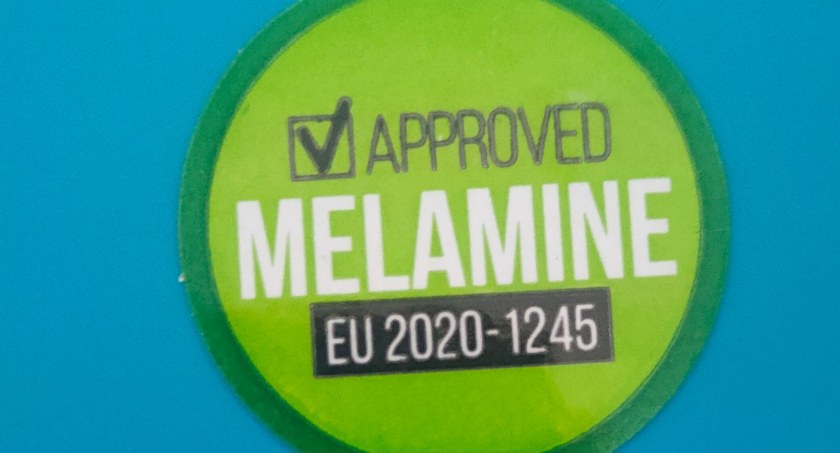 APPROVED
MELAMINE
EU 2020-1245